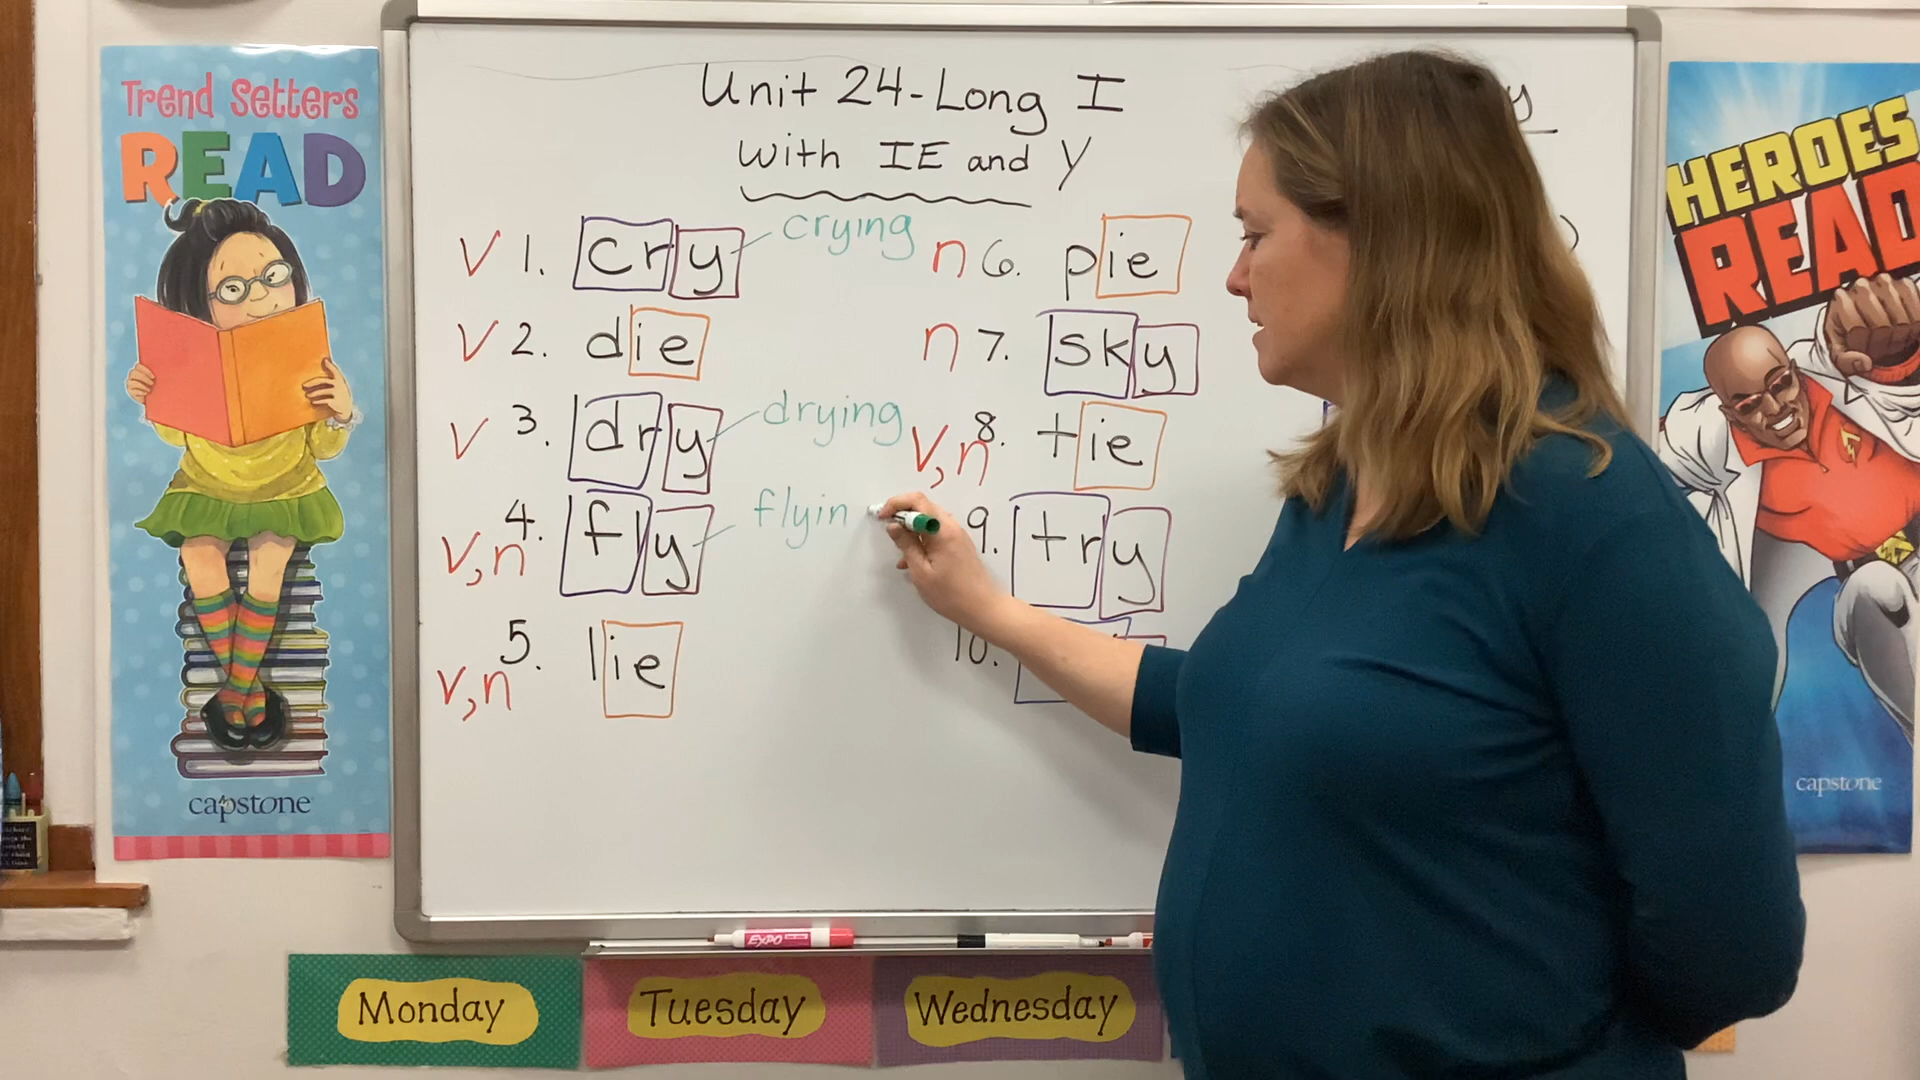 Trend Setters
READ
capstone
Unit 24-Long I
with IE and y
v 1. cry crying
v 2. die
v 3. dry drying
v,n 4. fly flyin
v,n 5. lie
n 6. pie
n 7. sky
v,n 8. tie
9. try
10.
y
HEROES
READ
capstone
EXPO
Monday
Tuesday
Wednesday